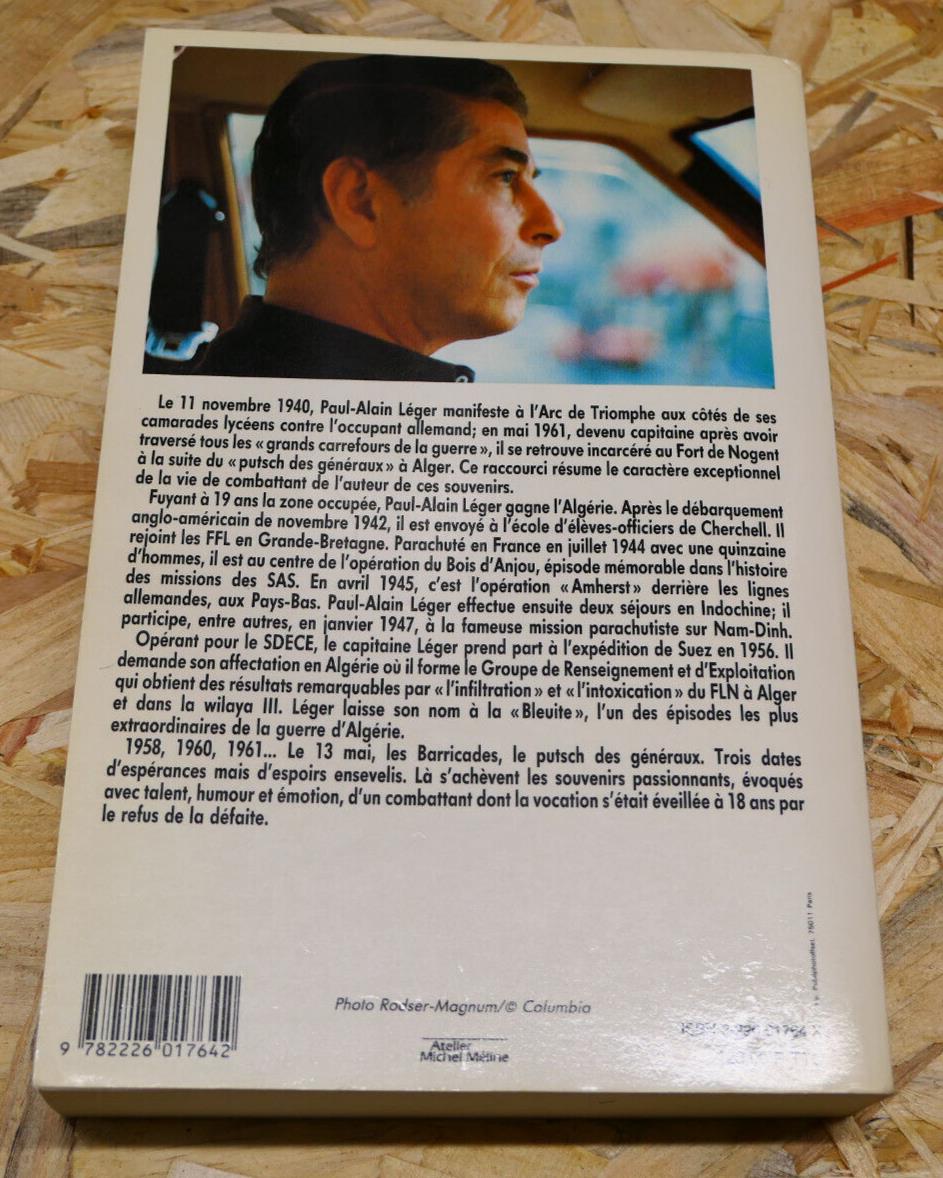 Le 11 novembre 1940, Paul-Alain Léger manifeste à l'Arc de Triomphe aux côtés de ses
camarades lycéens contre l'occupant allemand; en mai 1961, devenu capitaine après avoir
traversé tous les « grands carrefours de la guerre », il se retrouve incarcéré au Fort de Nogent
à la suite du « putsch des généraux » à Alger. Ce raccourci résume le caractère exceptionnel
de la vie de combattant de l'auteur de ces souvenirs.
Fuyant à 19 ans la zone occupée, Paul-Alain Léger gagne l'Algérie. Après le débarquement
anglo-américain de novembre 1942, il est envoyé à l'école d'élèves-officiers de Cherchell. Il
rejoint les FFL en Grande-Bretagne. Parachuté en France en juillet 1944 avec une quinzaine
d'hommes, il est au centre de l'opération du Bois d'Anjou, épisode mémorable dans l'histoire
des missions des SAS. En avril 1945, c'est l'opération « Amherst » derrière les lignes
allemandes, aux Pays-Bas. Paul-Alain Léger effectue ensuite deux séjours en Indochine; il
participe, entre autres, en janvier 1947, à la fameuse mission parachutiste sur Nam-Dinh.
Opérant pour le SDECE, le capitaine Léger prend part à l'expédition de Suez en 1956. Il
demande son affectation en Algérie où il forme le Groupe de Renseignement et d'Exploitation
qui obtient des résultats remarquables par « l'infiltration » et « l'intoxication » du FLN à Alger
et dans la wilaya III. Léger laisse son nom à la « Bleuite », l'un des épisodes les plus
extraordinaires de la guerre d'Algérie.
1958, 1960, 1961... Le 13 mai, les Barricades, le putsch des généraux. Trois dates
d'espérances mais d'espoirs ensevelis. Là s'achèvent les souvenirs passionnants, évoqués
avec talent, humour et émotion, d'un combattant dont la vocation s'était éveillée à 18 ans par
le refus de la défaite.
75011 Paris
Photo Rodser-Magnum/© Columbia
ISBN
Atelier
Michel Méline
9 782226 017642